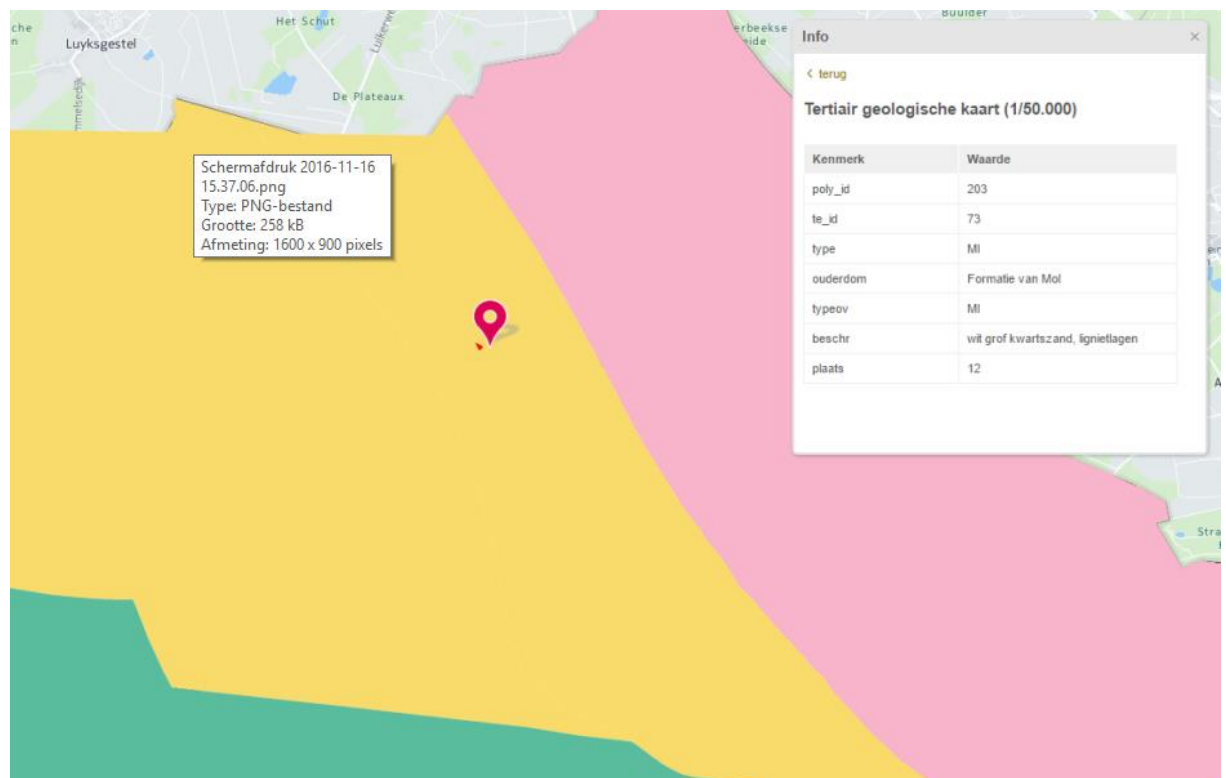 Luyksgestel
Het Schut
De Plateaux
Schermafdruk 2016-11-16
15.37.06.png
Type: PNG-bestand
Grootte: 258 kB
Afmeting: 1600 x 900 pixels
Info ×
< terug
Tertiair geologische kaart (1/50.000)
Kenmerk Waarde
poly_id 203
te_id 73
type Ml
ouderdom Formatie van Mol
typeov Ml
beschr wit grof kwartszand, lignietlagen
plaats 12